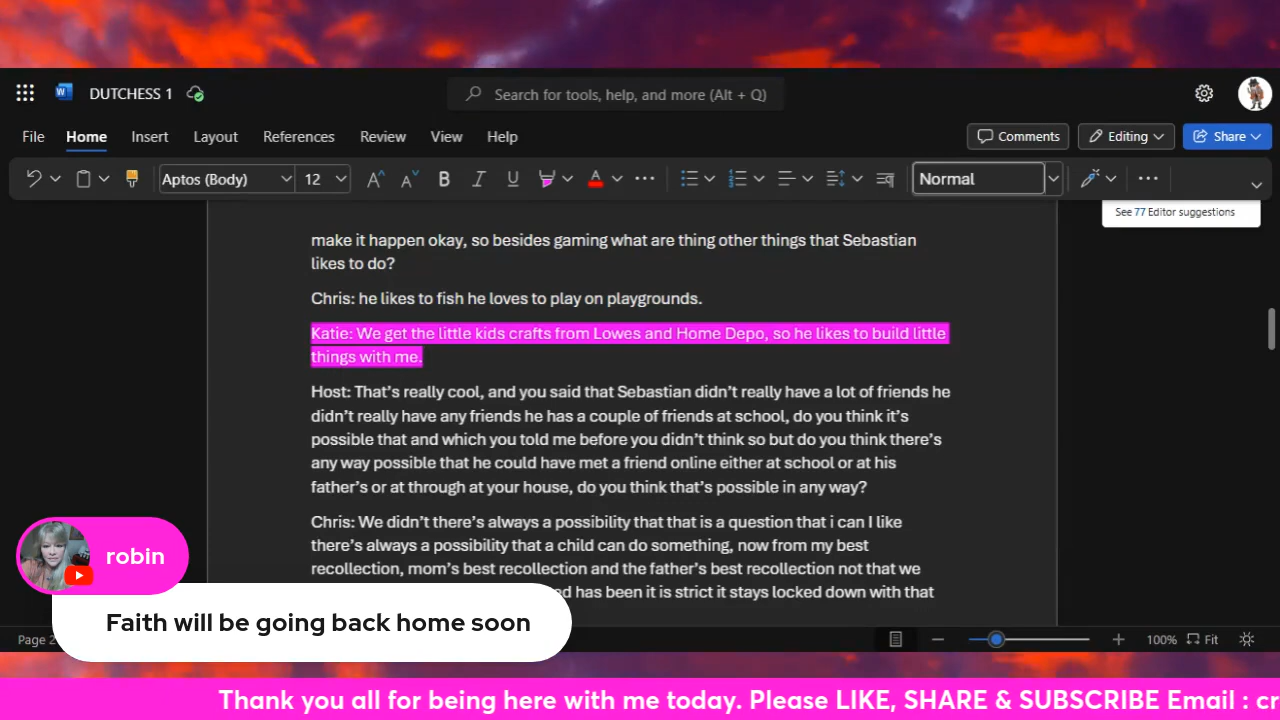 DUTCHESS 1
Search for tools, help, and more (Alt + Q)
File Home Insert Layout References Review View Help
Comments Editing Share
Aptos (Body) 12 Normal
See 77 Editor suggestions
make it happen okay, so besides gaming what are thing other things that Sebastian
likes to do?
Chris: he likes to fish he loves to play on playgrounds.
Katie: We get the little kids crafts from Lowes and Home Depo, so he likes to build little
things with me.
Host: That's really cool, and you said that Sebastian didn't really have a lot of friends he
didn't really have any friends he has a couple of friends at school, do you think it's
possible that and which you told me before you didn't think so but do you think there's
any way possible that he could have met a friend online either at school or at his
father's or at through at your house, do you think that's possible in any way?
Chris: We didn't there's always a possibility that that is a question that i can I like
there's always a possibility that a child can do something, now from my best
recollection, mom's best recollection and the father's best recollection not that we
has been it is strict it stays locked down with that
robin
Faith will be going back home soon
Page 2
100% Fit
Thank you all for being here with me today. Please LIKE, SHARE & SUBSCRIBE Email : cr